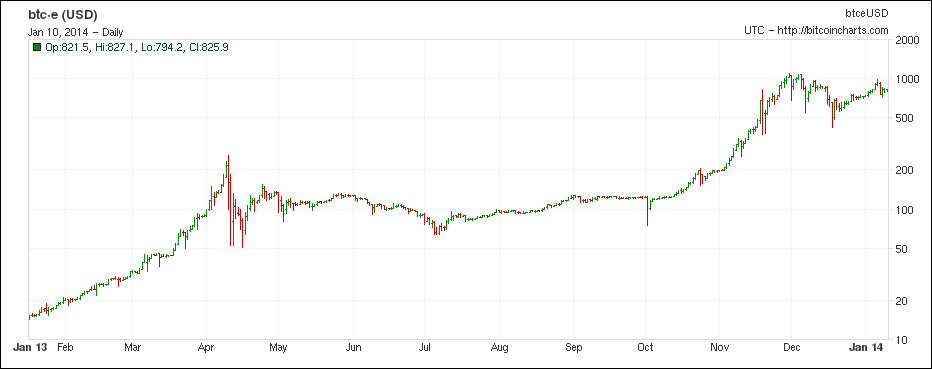 btc-e (USD)
btceUSD
Jan 10, 2014 - Daily
UTC - http://bitcoincharts.com
Op:821.5, Hi:827.1, Lo:794.2, Cl:825.9
2000
1000
500
200
100
50
20
10
Jan 13 Feb Mar Apr May Jun Jul Aug Sep Oct Nov Dec Jan 14